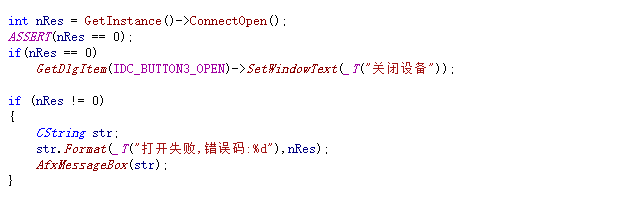 int nRes = GetInstance()->ConnectOpen();
ASSERT(nRes == 0);
if(nRes == 0)
    GetDlgItem(IDC_BUTTON3_OPEN)->SetWindowText(_T("关闭设备"));

if (nRes != 0)
{
    CString str;
    str.Format(_T("打开失败,错误码:%d"),nRes);
    AfxMessageBox(str);
}